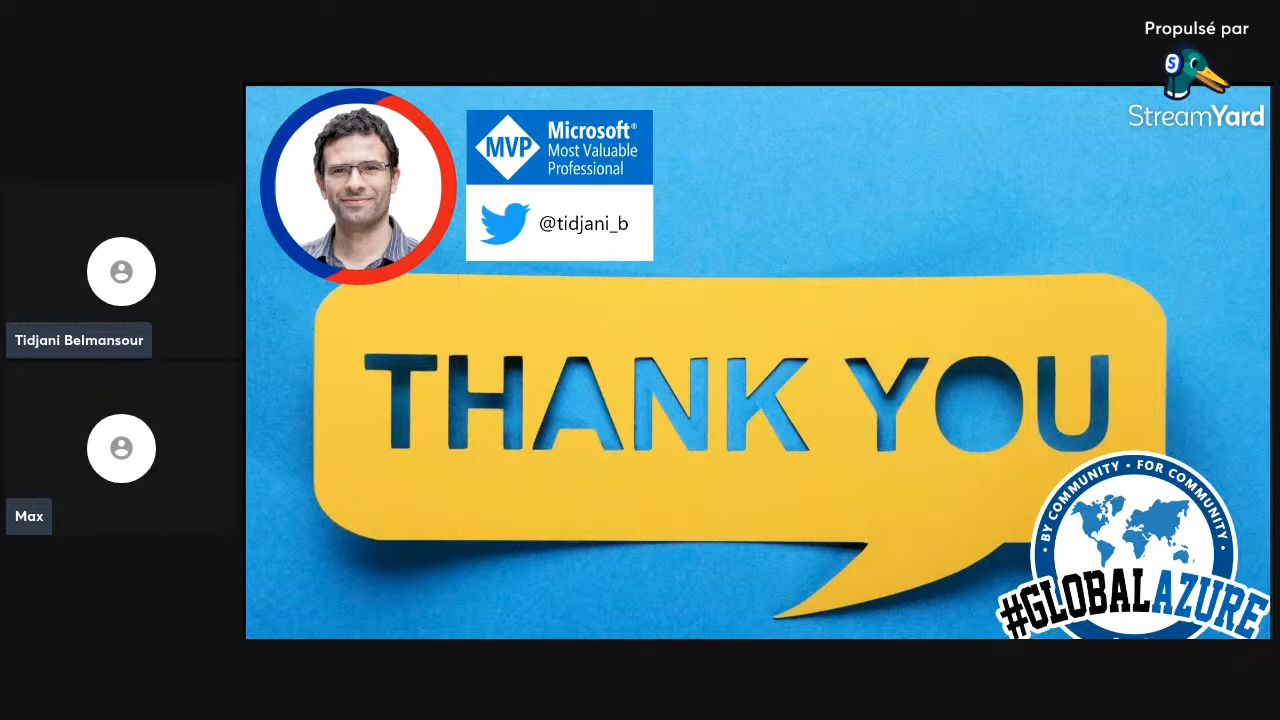 Propulsé par
S
StreamYard
MVP
Microsoft®
Most Valuable
Professional
@tidjani_b
Tidjani Belmansour
Max
THANK YOU
• BY COMMUNITY • FOR COMMUNITY •
#GLOBALAZURE